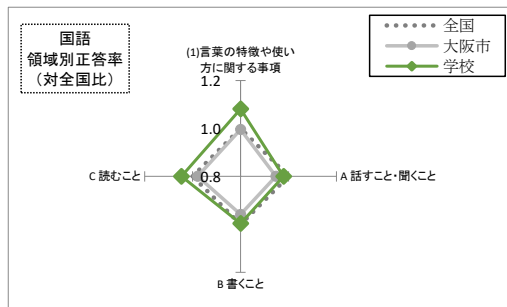 国語
領域別正答率
（対全国比）
全国
大阪市
学校
(1)言葉の特徴や使い
方に関する事項
1.2
1.0
0.8
C 読むこと
A 話すこと・聞くこと
B 書くこと